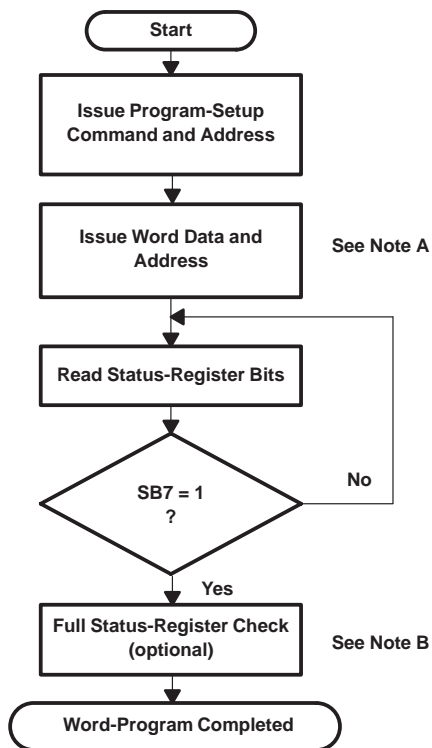 Start
Issue Program-Setup
Command and Address
Issue Word Data and
Address
See Note A
Read Status-Register Bits
SB7 = 1
?
No
Yes
Full Status-Register Check
(optional)
See Note B
Word-Program Completed